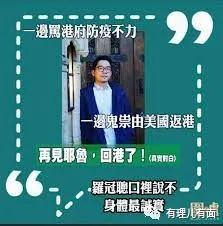 一邊罵港府防疫不力
一邊鬼祟由美國返港
再見耶魯，回港了！(真實對白)
羅冠聰口裡說不
身體最誠實
有理儿有面